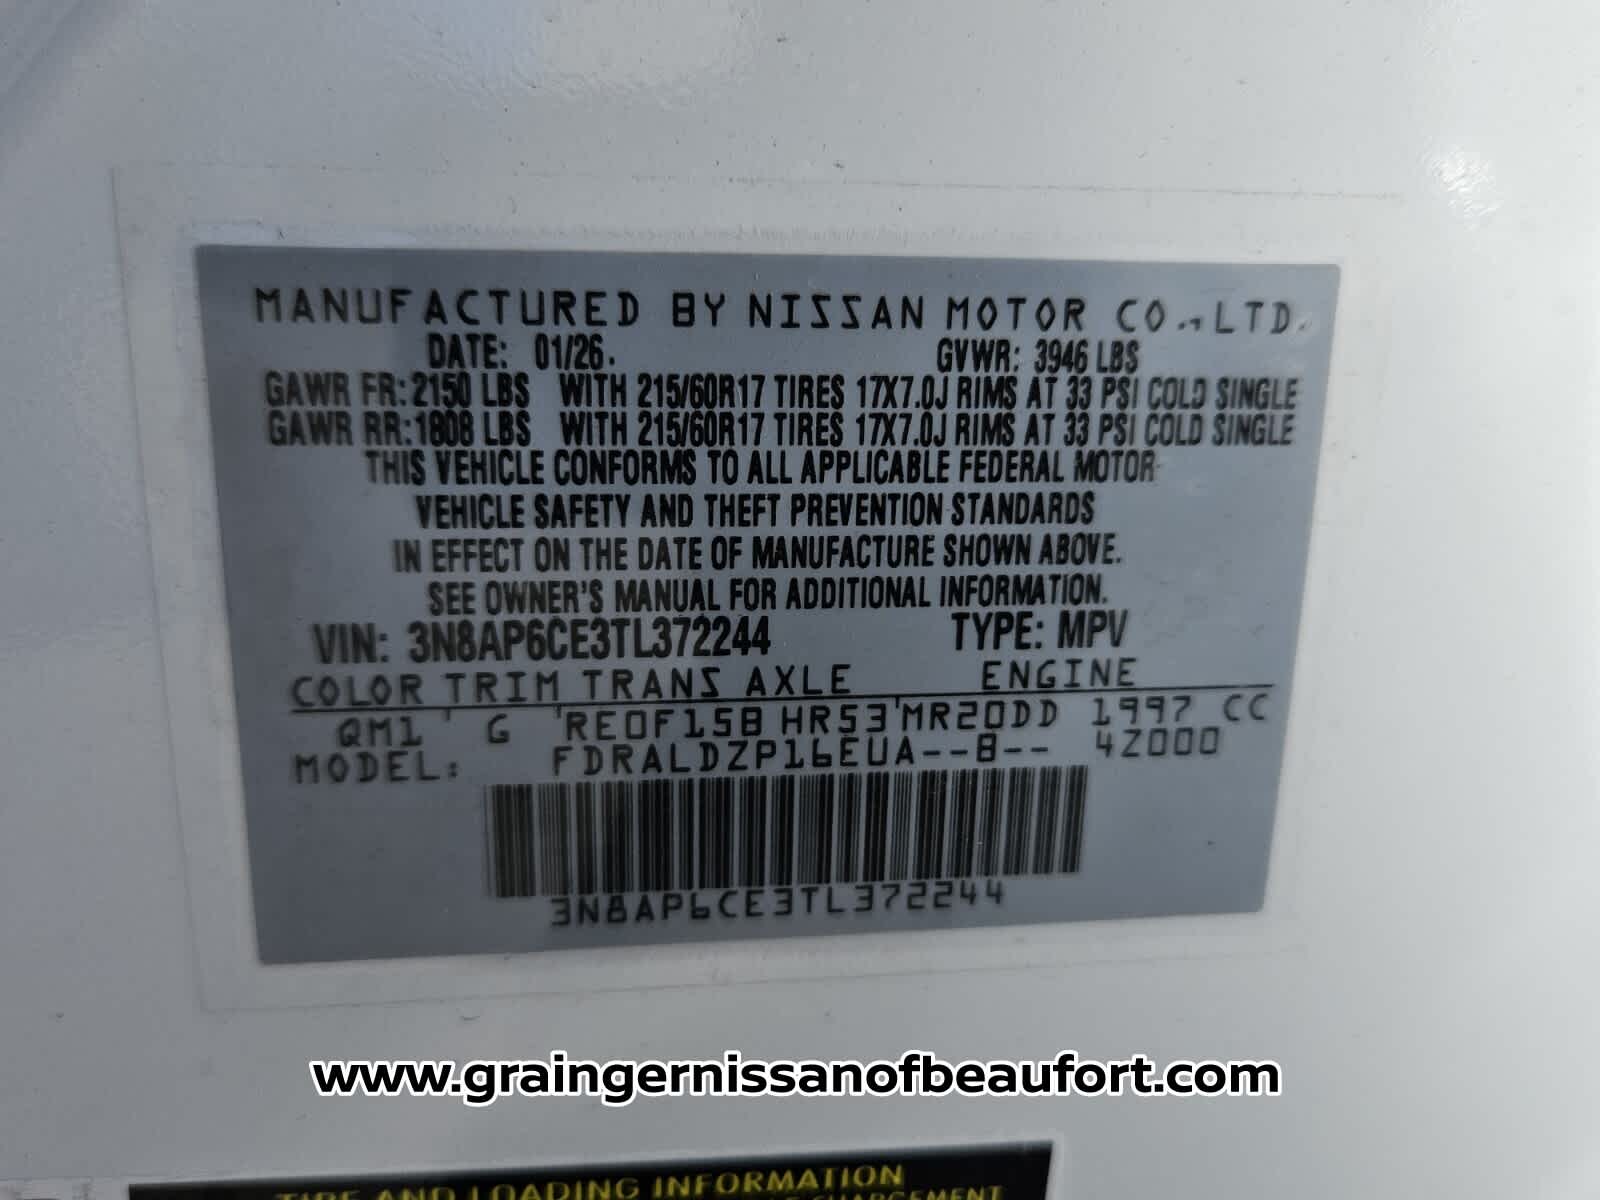 MANUFACTURED BY NISSAN MOTOR CO., LTD.
DATE: 01/26. GVWR: 3946 LBS
GAWR FR: 2150 LBS WITH 215/60R17 TIRES 17X7.0J RIMS AT 33 PSI COLD SINGLE
GAWR RR: 1808 LBS WITH 215/60R17 TIRES 17X7.0J RIMS AT 33 PSI COLD SINGLE
THIS VEHICLE CONFORMS TO ALL APPLICABLE FEDERAL MOTOR
VEHICLE SAFETY AND THEFT PREVENTION STANDARDS
IN EFFECT ON THE DATE OF MANUFACTURE SHOWN ABOVE.
SEE OWNER'S MANUAL FOR ADDITIONAL INFORMATION.
VIN: 3N8AP6CE3TL372244 TYPE: MPV
COLOR TRIM TRANS AXLE ENGINE
QM1 G RE0F15B HR53 MR20DD 1997 CC
MODEL: FDRALDZP16EUA--B-- 4Z000
3N8AP6CE3TL372244
www.graingernissanofbeaufort.com
TIRE AND LOADING INFORMATION